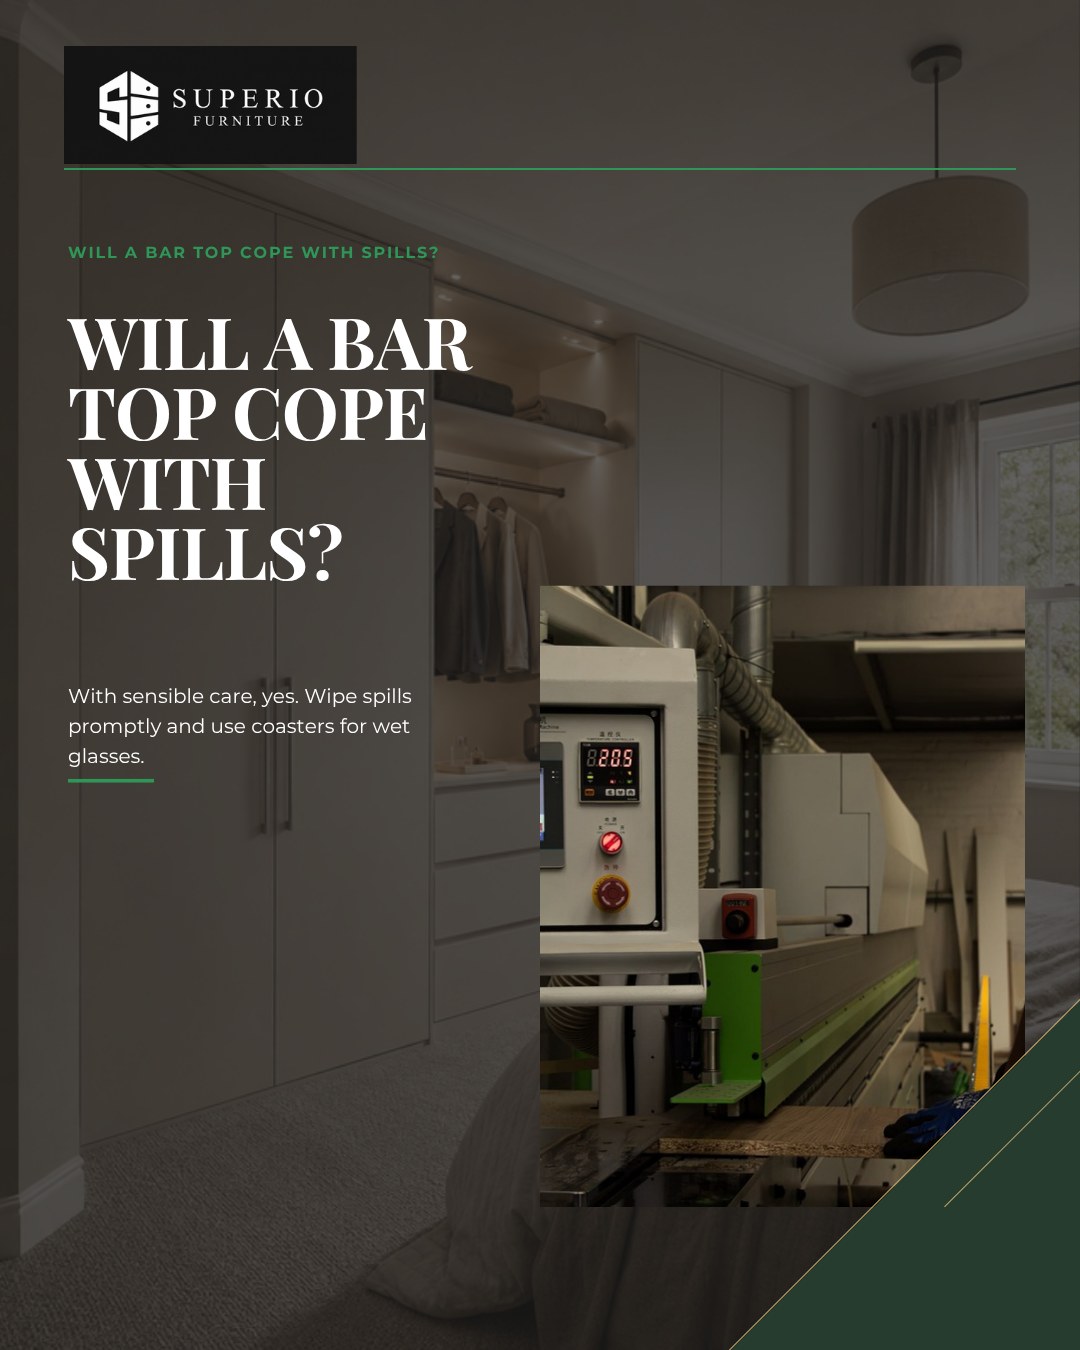 SUPERIO
FURNITURE
WILL A BAR TOP COPE WITH SPILLS?
WILL A BAR
TOP COPE
WITH
SPILLS?
With sensible care, yes. Wipe spills
promptly and use coasters for wet
glasses.
205